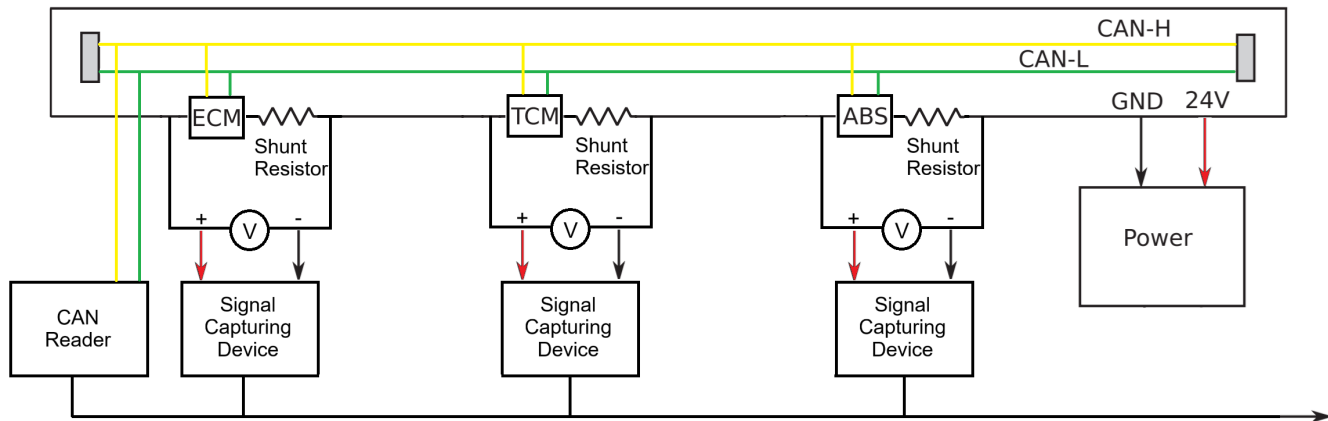 CAN-H
CAN-L
GND 24V
ECM
TCM
ABS
Shunt
Resistor
Shunt
Resistor
Shunt
Resistor
+ V -
+ V -
+ V -
Power
CAN
Reader
Signal
Capturing
Device
Signal
Capturing
Device
Signal
Capturing
Device